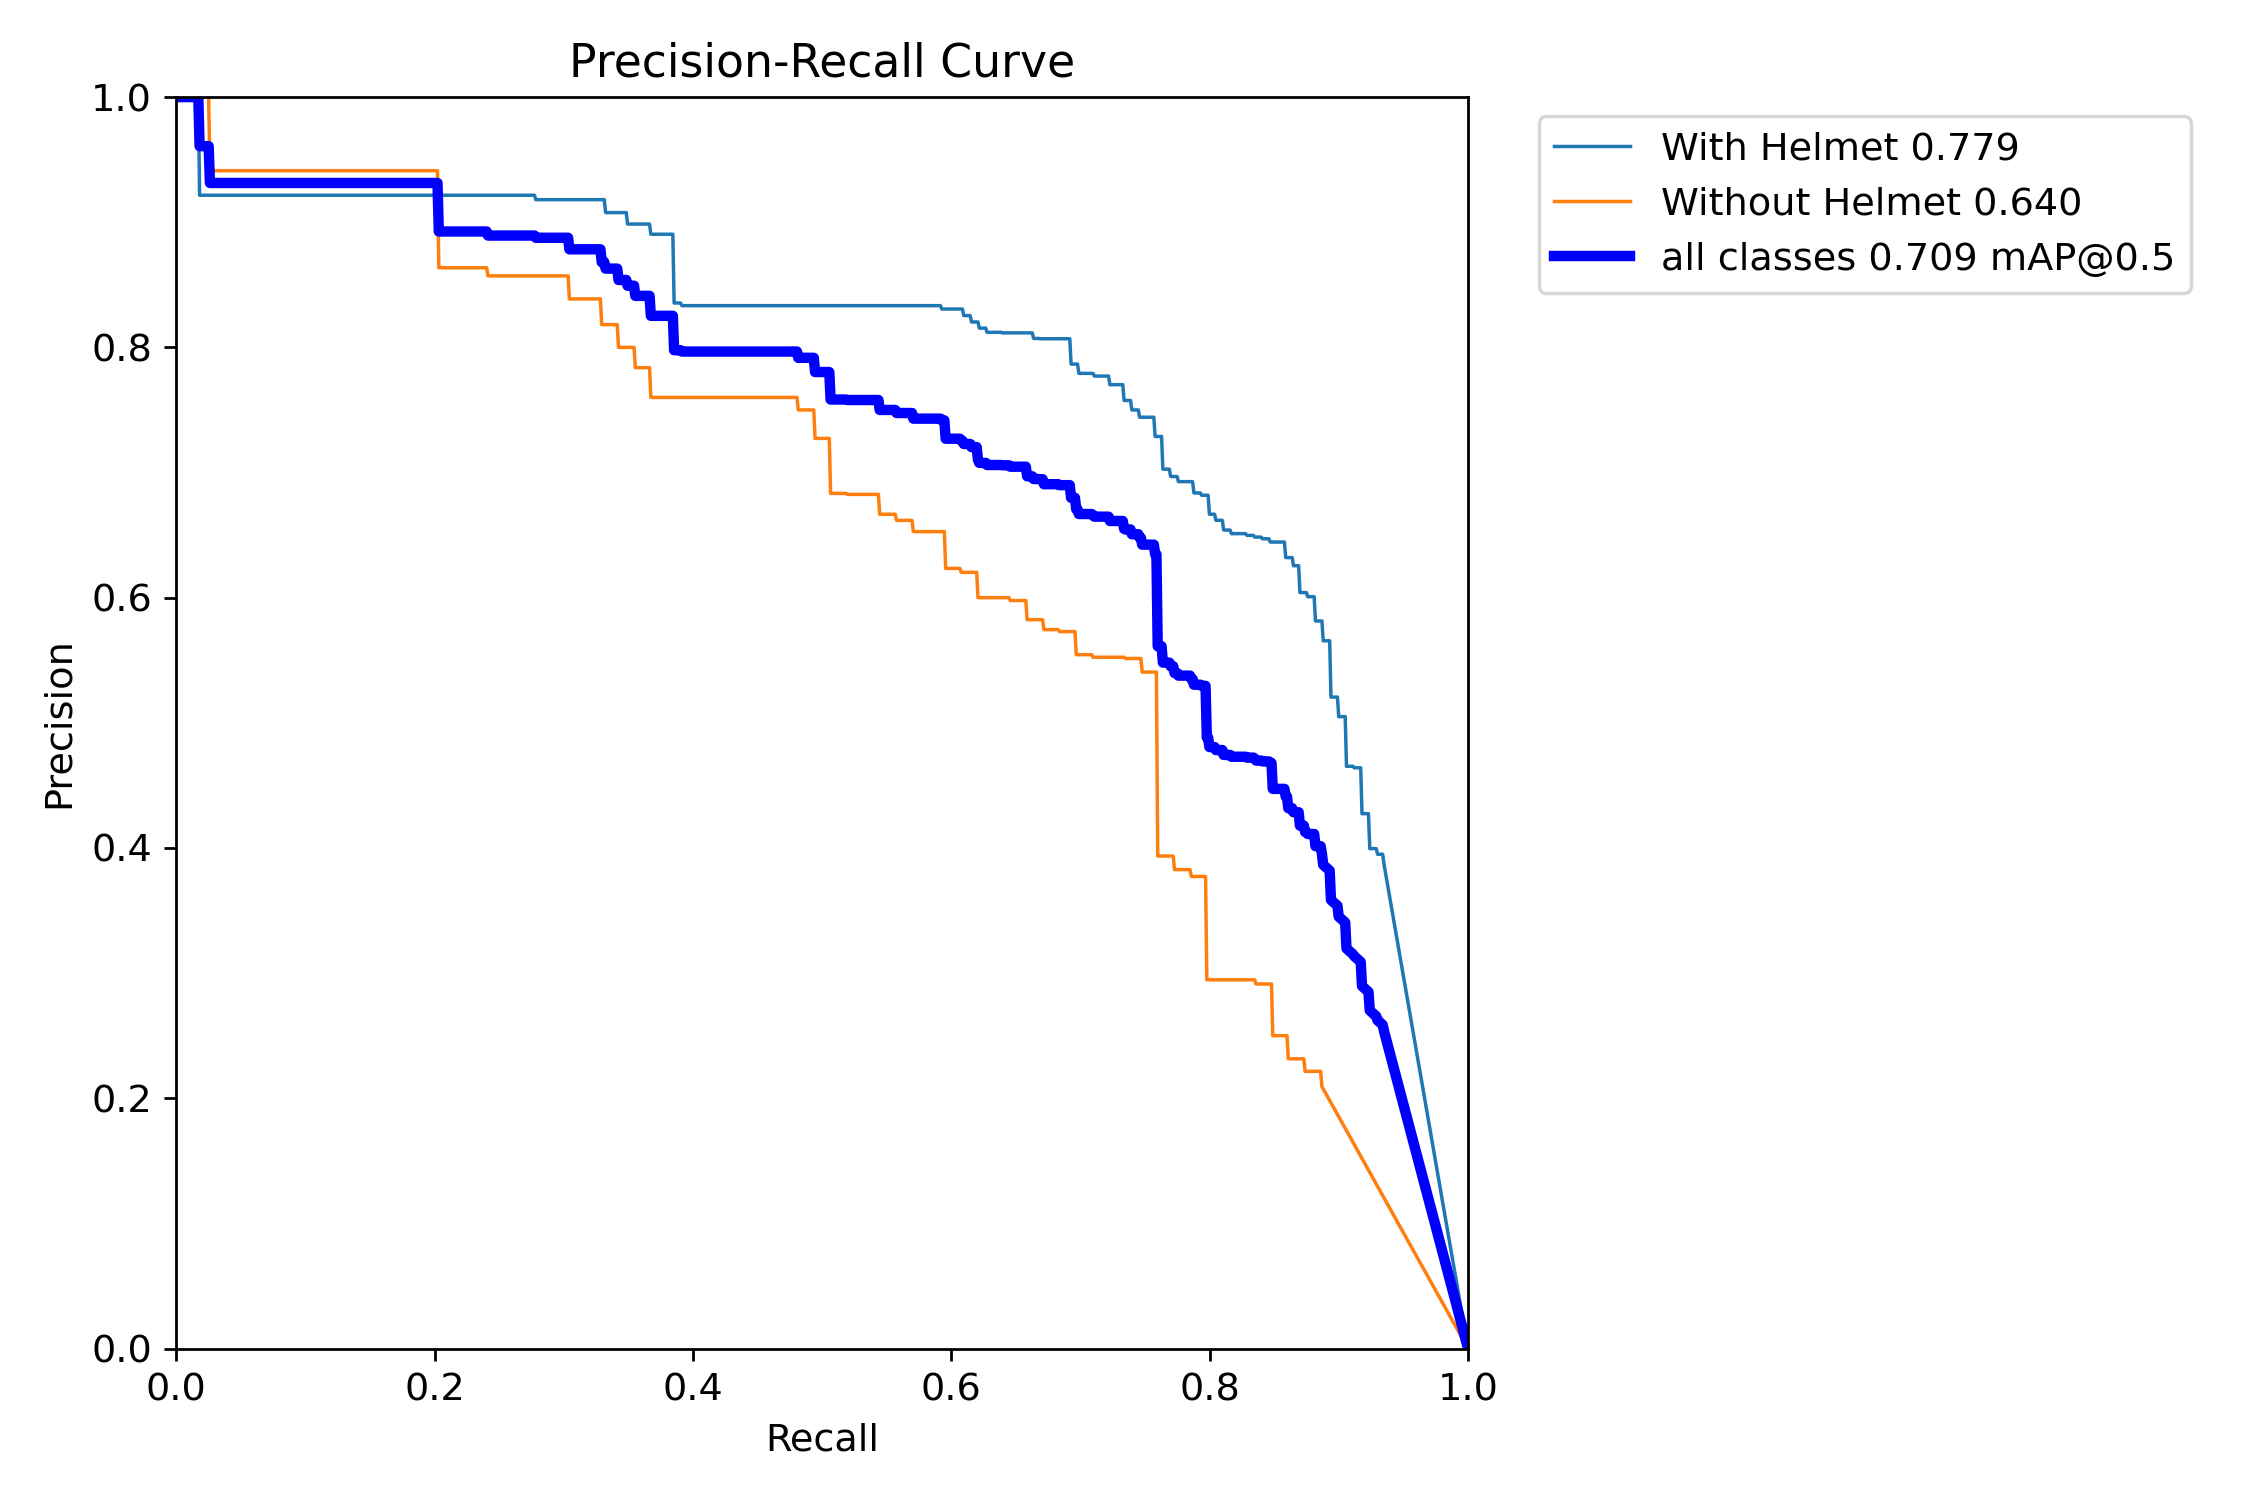 Precision-Recall Curve
With Helmet 0.779
Without Helmet 0.640
all classes 0.709 mAP@0.5
Precision
1.0
0.8
0.6
0.4
0.2
0.0
0.0 0.2 0.4 0.6 0.8 1.0
Recall